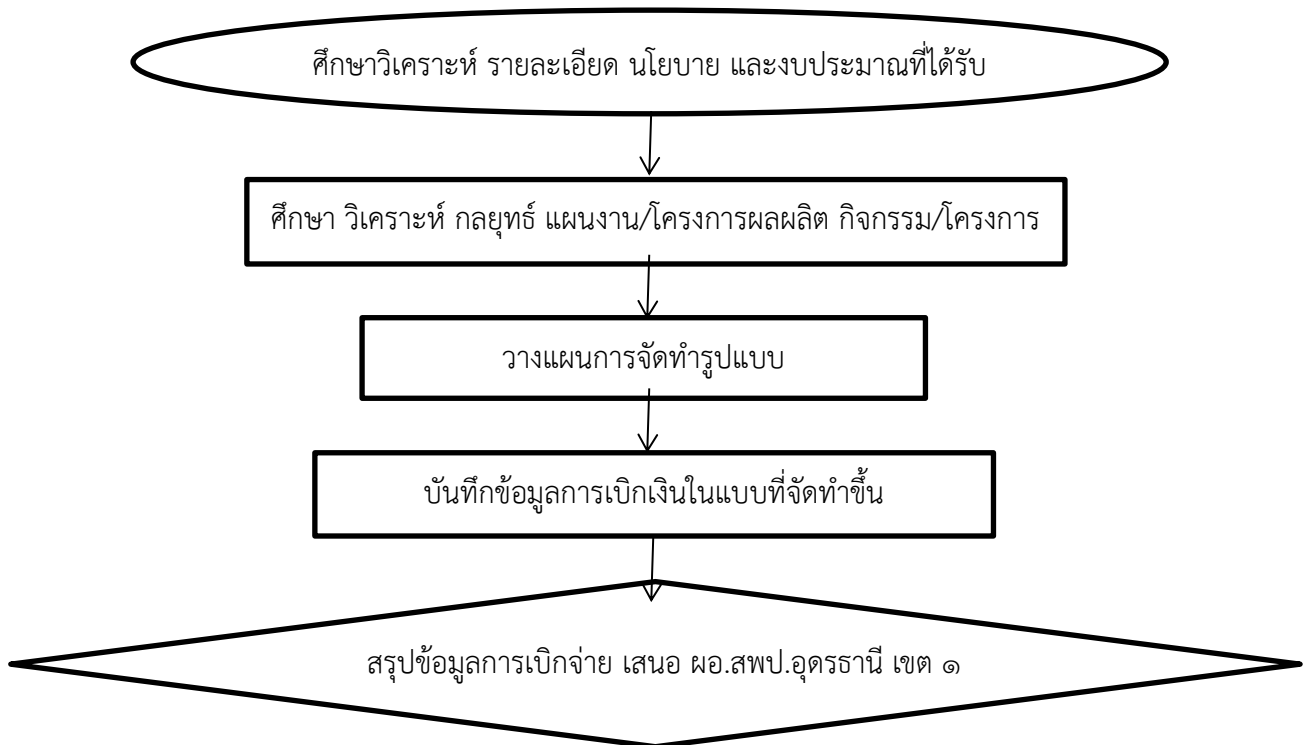 ศึกษาวิเคราะห์ รายละเอียด นโยบาย และงบประมาณที่ได้รับ
ศึกษา วิเคราะห์ กลยุทธ์ แผนงาน/โครงการผลผลิต กิจกรรม/โครงการ
วางแผนการจัดทำรูปแบบ
บันทึกข้อมูลการเบิกเงินในแบบที่จัดทำขึ้น
สรุปข้อมูลการเบิกจ่าย เสนอ ผอ.สพป.อุดรธานี เขต ๑